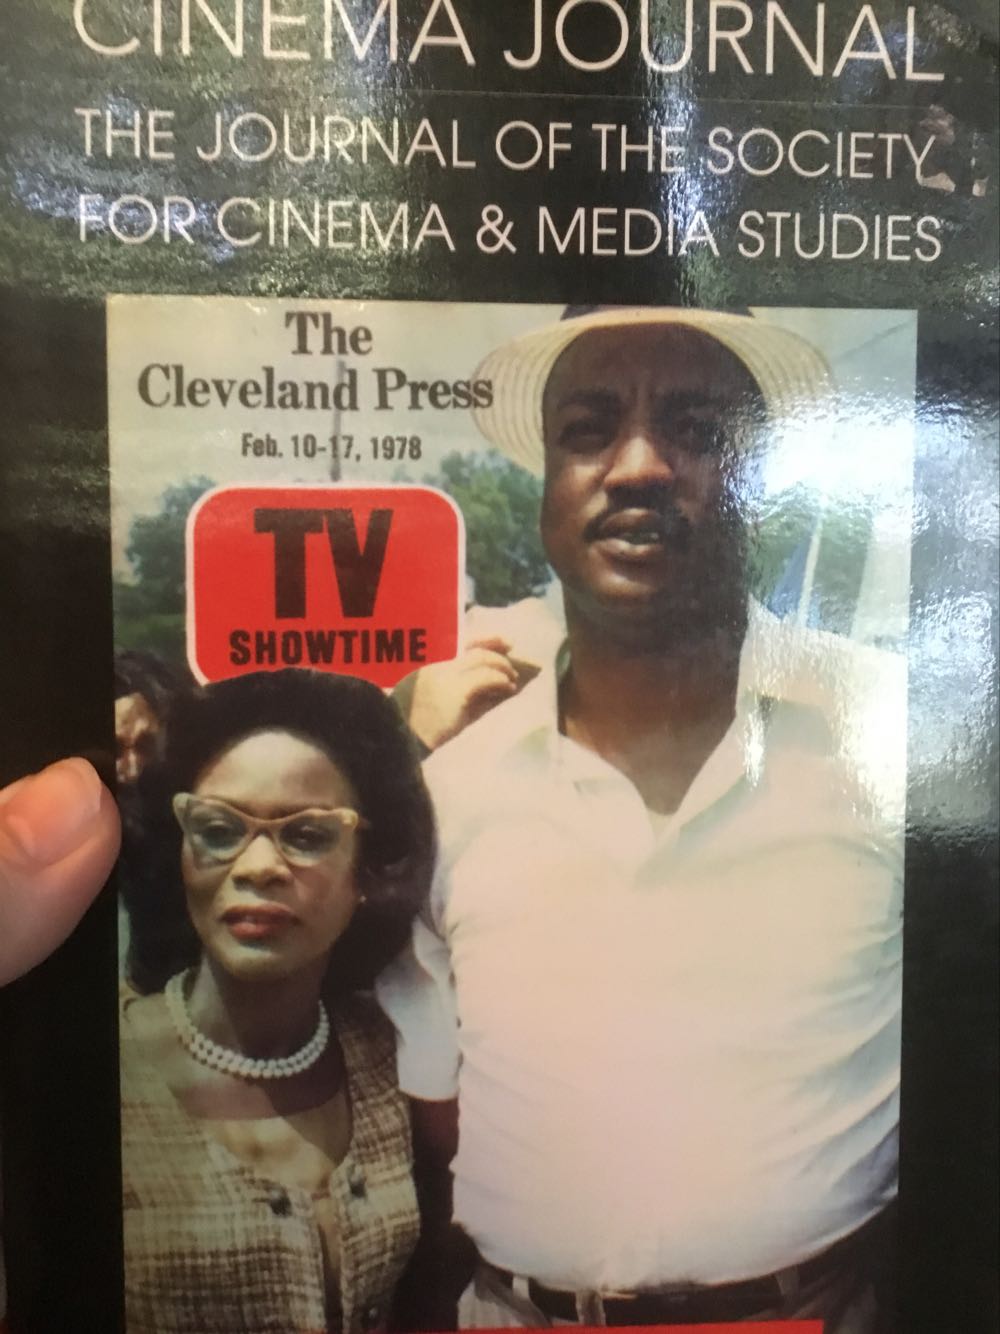 CINEMA JOURNAL
THE JOURNAL OF THE SOCIETY
FOR CINEMA & MEDIA STUDIES
The
Cleveland Press
Feb. 10-17, 1978
TV
SHOWTIME